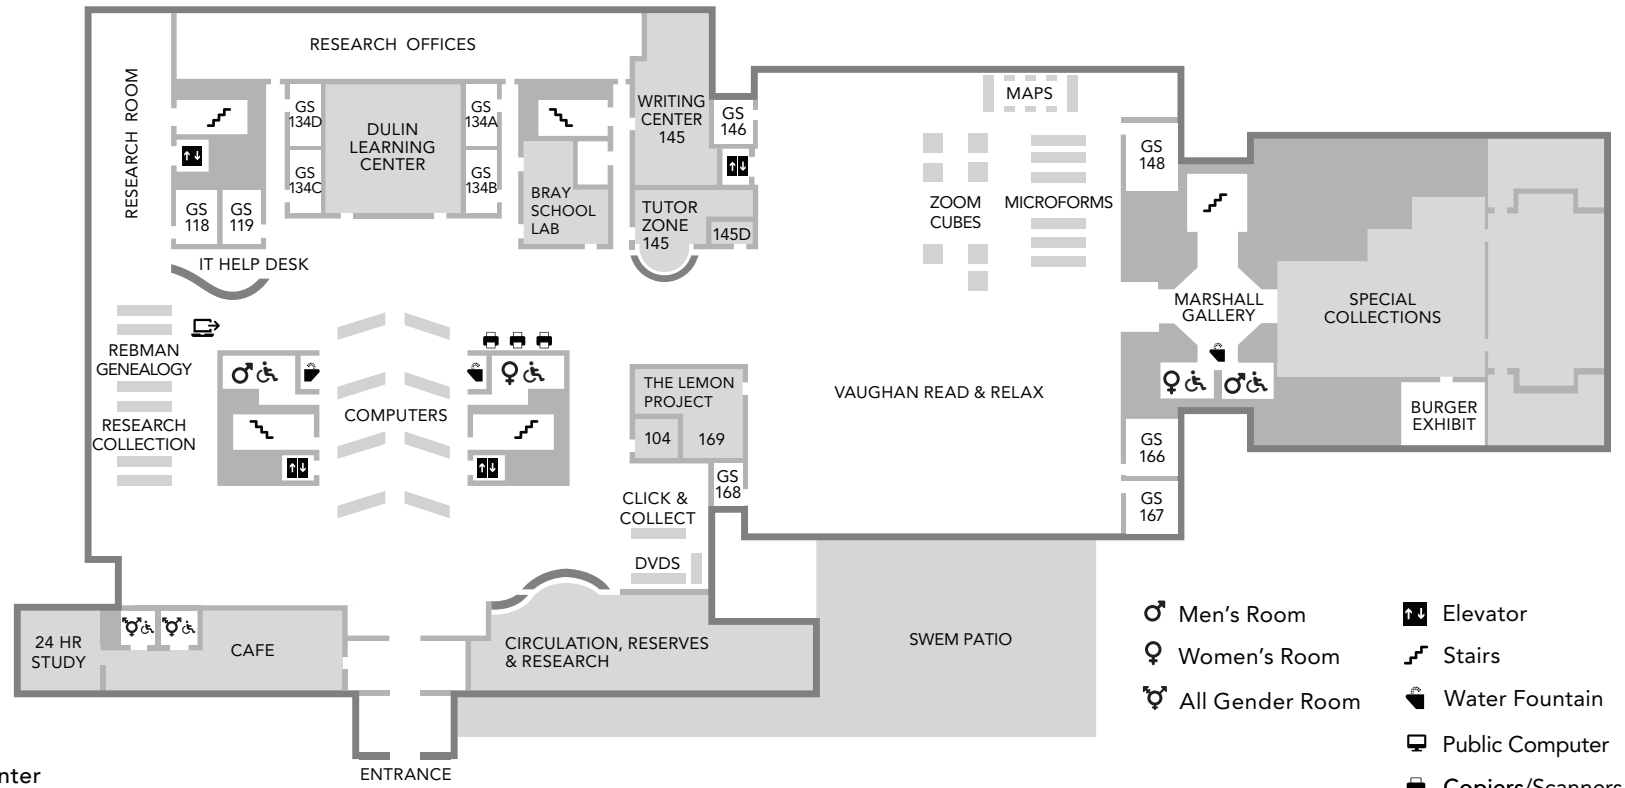 RESEARCH OFFICES
RESEARCH ROOM
GS
134D
GS
134C
DULIN
LEARNING
CENTER
GS
134A
GS
134B
WRITING
CENTER
145
GS
146
MAPS
GS
148
GS
118
GS
119
BRAY
SCHOOL
LAB
TUTOR
ZONE
145
145D
ZOOM
CUBES
MICROFORMS
IT HELP DESK
MARSHALL
GALLERY
SPECIAL
COLLECTIONS
REBMAN
GENEALOGY
RESEARCH
COLLECTION
COMPUTERS
THE LEMON
PROJECT
104
169
GS
168
VAUGHAN READ & RELAX
BURGER
EXHIBIT
GS
166
GS
167
CLICK &
COLLECT
DVDS
24 HR
STUDY
CAFE
CIRCULATION, RESERVES
& RESEARCH
SWEM PATIO
ENTRANCE
Men's Room
Women's Room
All Gender Room
Elevator
Stairs
Water Fountain
Public Computer
Copiers/Scanners
nter